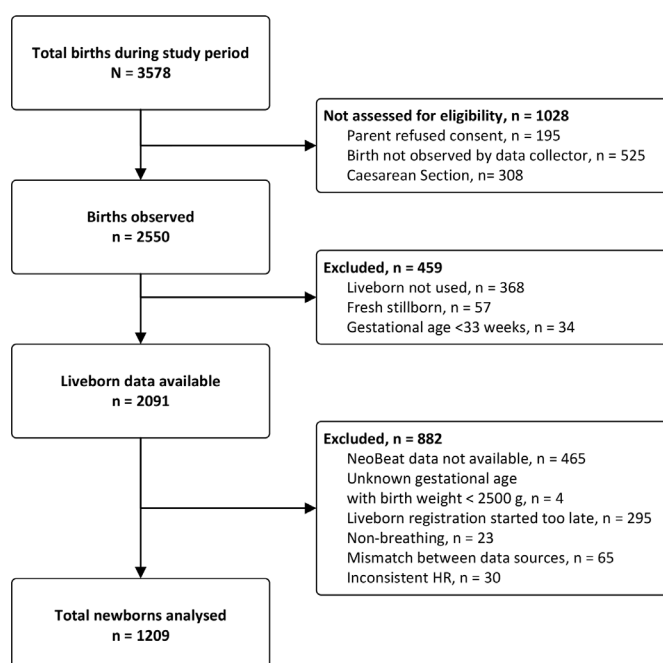 Total births during study period
N = 3578
Not assessed for eligibility, n = 1028
Parent refused consent, n = 195
Birth not observed by data collector, n = 525
Caesarean Section, n= 308
Births observed
n = 2550
Excluded, n = 459
Liveborn not used, n = 368
Fresh stillborn, n = 57
Gestational age <33 weeks, n = 34
Liveborn data available
n = 2091
Excluded, n = 882
NeoBeat data not available, n = 465
Unknown gestational age
with birth weight < 2500 g, n = 4
Liveborn registration started too late, n = 295
Non-breathing, n = 23
Mismatch between data sources, n = 65
Inconsistent HR, n = 30
Total newborns analysed
n = 1209